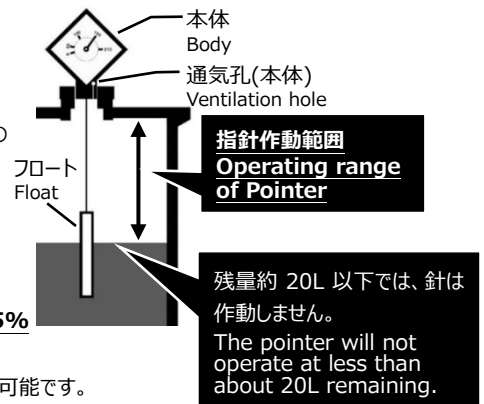 本体
Body
通気孔(本体)
Ventilation hole
の
指針作動範囲
Operating range
of Pointer
フロート
Float
残量約 20L 以下では、針は
作動しません。
The pointer will not
operate at less than
about 20L remaining.
5%
可能です。